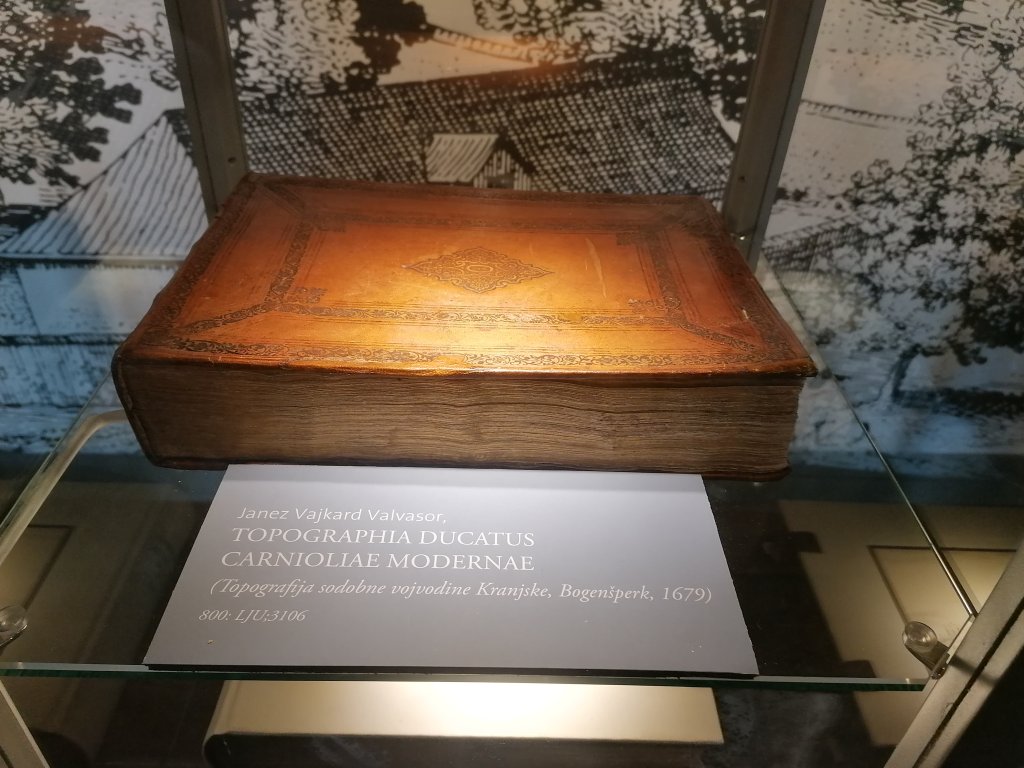 Janez Vajkard Valvasor,
TOPOGRAPHIA DUCATUS
CARNIOLIAE MODERNAE
(Topografija sodobne vojvodine Kranjske, Bogenšperk, 1679)
800: LJU;3106